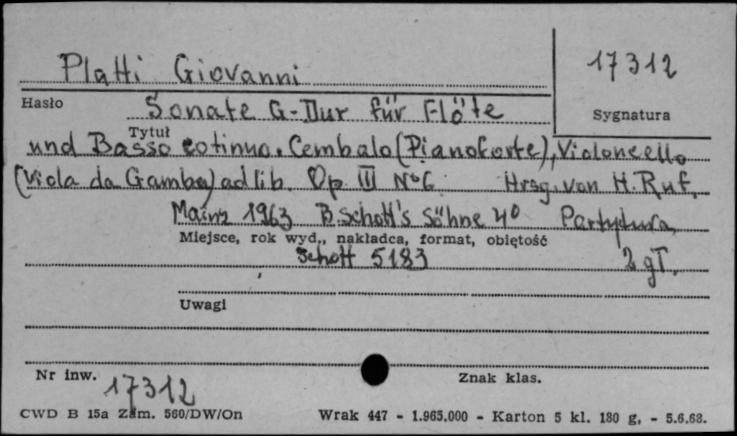 Platti Giovanni
17312
Hasło
Sygnatura
Sonate G-Dur für Flöte
Tytuł
und Basso cotinuo. Cembalo (Pianoforte), Violoncello
(Viola da Gamba) ad lib. Op. III Nº 6 Hrsg. von H. Ruf.
Mainz 1963 B. Schott's Söhne 4º Partytura,
Miejsce, rok wyd., nakładca, format, objętość
Schott 5183 2 gł.
Uwagi
Nr inw. 17312
Znak klas.
CWD B 15a Zam. 560/DW/On Wrak 447 - 1.965.000 - Karton 5 kl. 180 g. - 5.6.68.